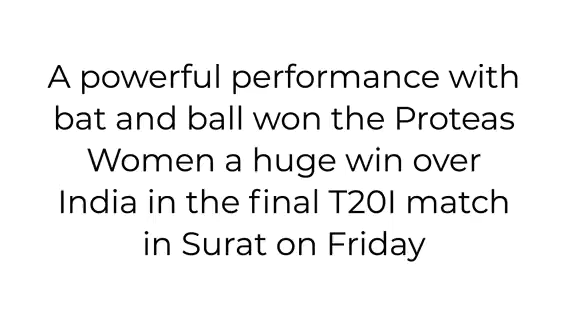 A powerful performance with
bat and ball won the Proteas
Women a huge win over
India in the final T20I match
in Surat on Friday